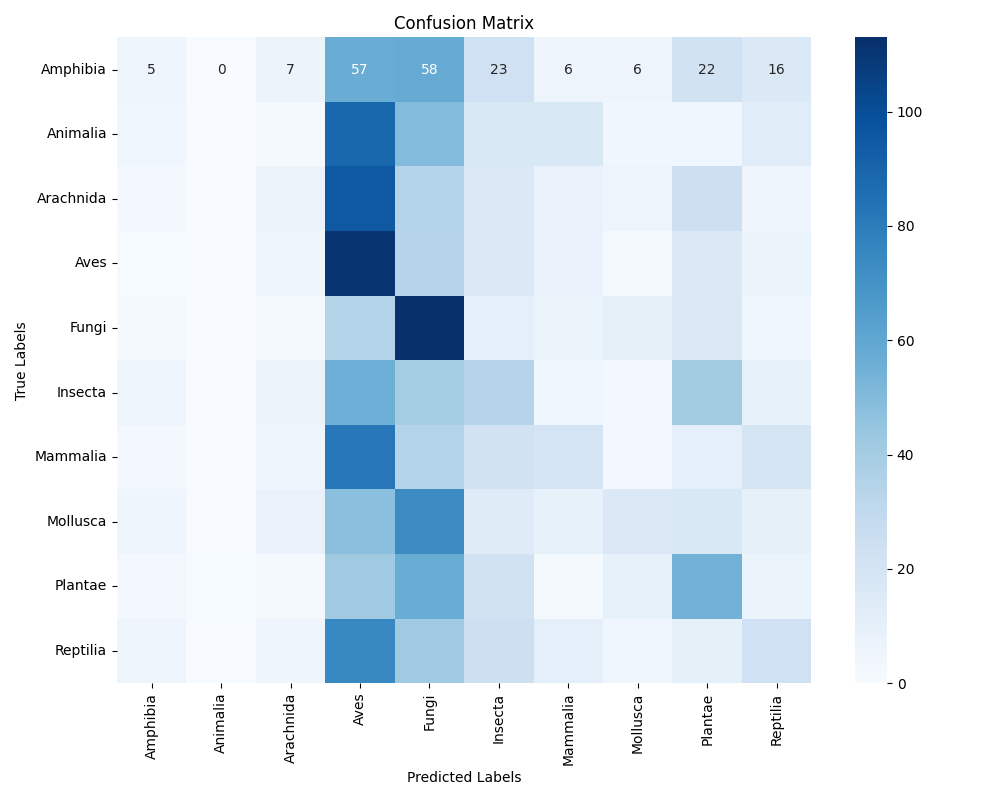 Confusion Matrix
True Labels
Amphibia 5 0 7 57 58 23 6 6 22 16
Animalia
Arachnida
Aves
Fungi
Insecta
Mammalia
Mollusca
Plantae
Reptilia
Amphibia Animalia Arachnida Aves Fungi Insecta Mammalia Mollusca Plantae Reptilia
Predicted Labels
100
80
60
40
20
0